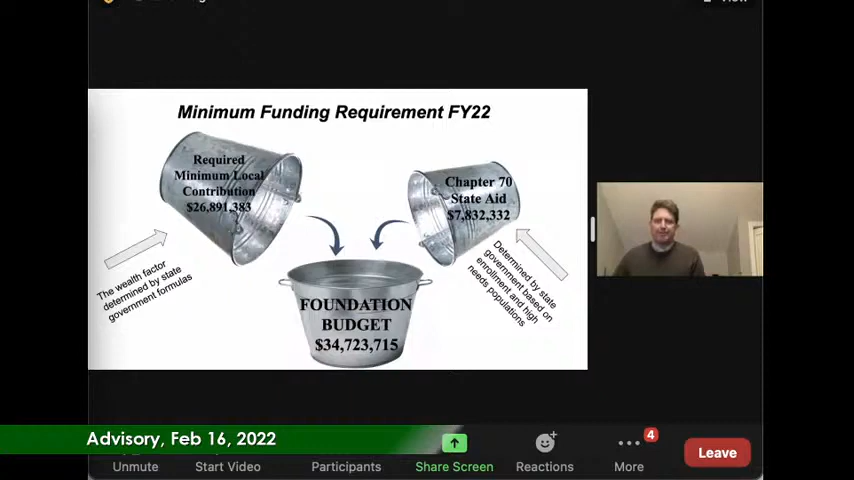 Minimum Funding Requirement FY22
Required
Minimum Local
Contribution
$26,891,383
Chapter 70
State Aid
$7,832,332
The wealth factor
determined by state
government formulas
Determined by state
government based on
enrollment and high
needs populations
FOUNDATION
BUDGET
$34,723,715
Advisory, Feb 16, 2022
4
Unmute
Start Video
Participants
Share Screen
Reactions
More
Leave